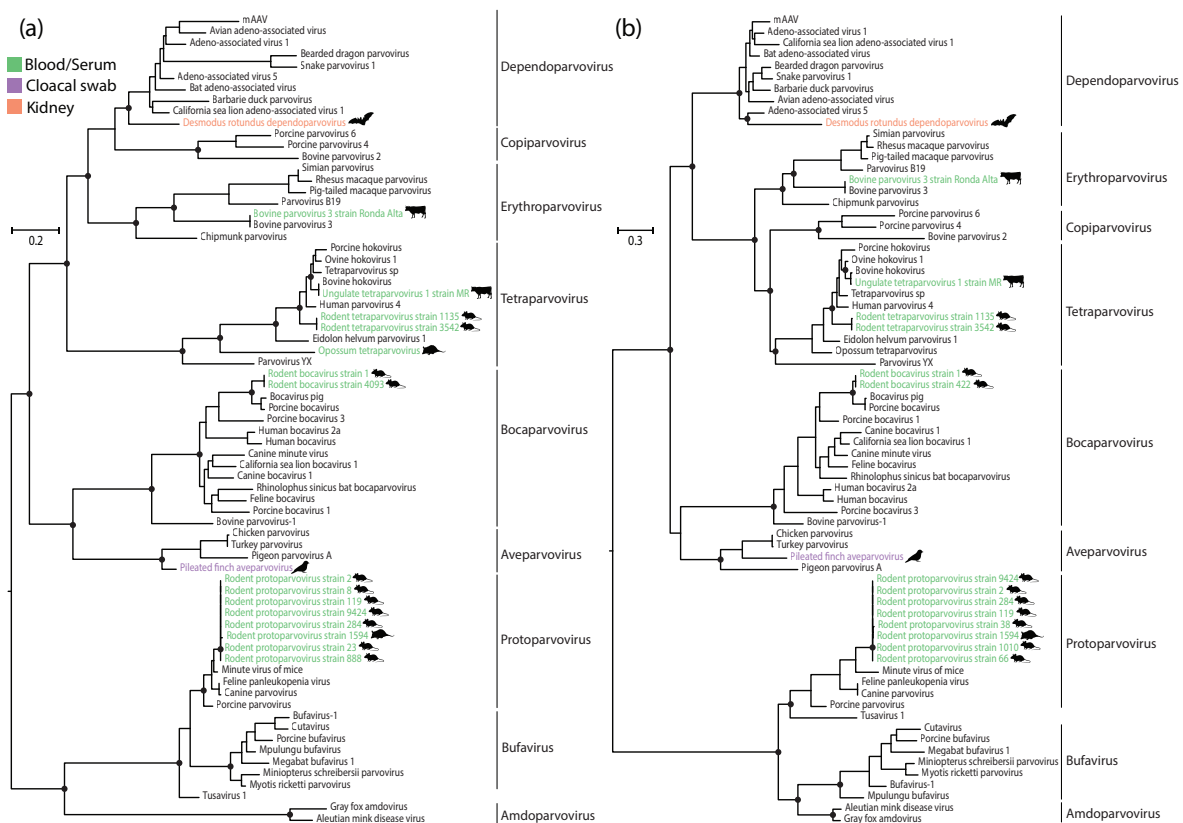 (a)
Blood/Serum
Cloacal swab
Kidney
0.2
mAAV
Avian adeno-associated virus
Adeno-associated virus 1
Bearded dragon parvovirus
Snake parvovirus 1
Adeno-associated virus 5
Bat adeno-associated virus
Barbarie duck parvovirus
California sea lion adeno-associated virus 1
Desmodus rotundus dependoparvovirus
Porcine parvovirus 6
Porcine parvovirus 4
Bovine parvovirus 2
Simian parvovirus
Rhesus macaque parvovirus
Pig-tailed macaque parvovirus
Parvovirus B19
Bovine parvovirus 3 strain Ronda Alta
Bovine parvovirus 3
Chipmunk parvovirus
Porcine hokovirus
Ovine hokovirus 1
Tetraparvovirus sp
Bovine hokovirus
Ungulate tetraparvovirus 1 strain MR
Human parvovirus 4
Rodent tetraparvovirus strain 1135
Rodent tetraparvovirus strain 3542
Eidolon helvum parvovirus 1
Opossum tetraparvovirus
Parvovirus YX
Rodent bocavirus strain 1
Rodent bocavirus strain 4093
Bocavirus pig
Porcine bocavirus
Porcine bocavirus 3
Human bocavirus 2a
Human bocavirus
Canine minute virus
California sea lion bocavirus 1
Canine bocavirus 1
Rhinolophus sinicus bat bocaparvovirus
Feline bocavirus
Porcine bocavirus 1
Bovine parvovirus-1
Chicken parvovirus
Turkey parvovirus
Pigeon parvovirus A
Pileated finch aveparvovirus
Rodent protoparvovirus strain 2
Rodent protoparvovirus strain 8
Rodent protoparvovirus strain 119
Rodent protoparvovirus strain 9424
Rodent protoparvovirus strain 284
Rodent protoparvovirus strain 1594
Rodent protoparvovirus strain 23
Rodent protoparvovirus strain 888
Minute virus of mice
Feline panleukopenia virus
Canine parvovirus
Porcine parvovirus
Bufavirus-1
Cutavirus
Porcine bufavirus
Mpulungu bufavirus
Megabat bufavirus 1
Miniopterus schreibersii parvovirus
Myotis ricketti parvovirus
Tusavirus 1
Gray fox amdovirus
Aleutian mink disease virus
Dependoparvovirus
Copiparvovirus
Erythroparvovirus
Tetraparvovirus
Bocaparvovirus
Aveparvovirus
Protoparvovirus
Bufavirus
Amdoparvovirus
(b)
0.3
mAAV
Adeno-associated virus 1
California sea lion adeno-associated virus 1
Bat adeno-associated virus
Bearded dragon parvovirus
Snake parvovirus 1
Barbarie duck parvovirus
Avian adeno-associated virus
Adeno-associated virus 5
Desmodus rotundus dependoparvovirus
Simian parvovirus
Rhesus macaque parvovirus
Pig-tailed macaque parvovirus
Parvovirus B19
Bovine parvovirus 3 strain Ronda Alta
Bovine parvovirus 3
Chipmunk parvovirus
Porcine parvovirus 6
Porcine parvovirus 4
Bovine parvovirus 2
Porcine hokovirus
Ovine hokovirus 1
Bovine hokovirus
Ungulate tetraparvovirus 1 strain MR
Tetraparvovirus sp
Human parvovirus 4
Rodent tetraparvovirus strain 1135
Rodent tetraparvovirus strain 3542
Eidolon helvum parvovirus 1
Opossum tetraparvovirus
Parvovirus YX
Rodent bocavirus strain 1
Rodent bocavirus strain 422
Bocavirus pig
Porcine bocavirus
Porcine bocavirus 1
Canine bocavirus 1
California sea lion bocavirus 1
Canine minute virus
Feline bocavirus
Rhinolophus sinicus bat bocaparvovirus
Human bocavirus 2a
Human bocavirus
Porcine bocavirus 3
Bovine parvovirus-1
Chicken parvovirus
Turkey parvovirus
Pileated finch aveparvovirus
Pigeon parvovirus A
Rodent protoparvovirus strain 9424
Rodent protoparvovirus strain 2
Rodent protoparvovirus strain 284
Rodent protoparvovirus strain 119
Rodent protoparvovirus strain 38
Rodent protoparvovirus strain 1594
Rodent protoparvovirus strain 1010
Rodent protoparvovirus strain 66
Minute virus of mice
Feline panleukopenia virus
Canine parvovirus
Porcine parvovirus
Tusavirus 1
Cutavirus
Porcine bufavirus
Megabat bufavirus 1
Miniopterus schreibersii parvovirus
Myotis ricketti parvovirus
Bufavirus-1
Mpulungu bufavirus
Aleutian mink disease virus
Gray fox amdovirus
Dependoparvovirus
Erythroparvovirus
Copiparvovirus
Tetraparvovirus
Bocaparvovirus
Aveparvovirus
Protoparvovirus
Bufavirus
Amdoparvovirus